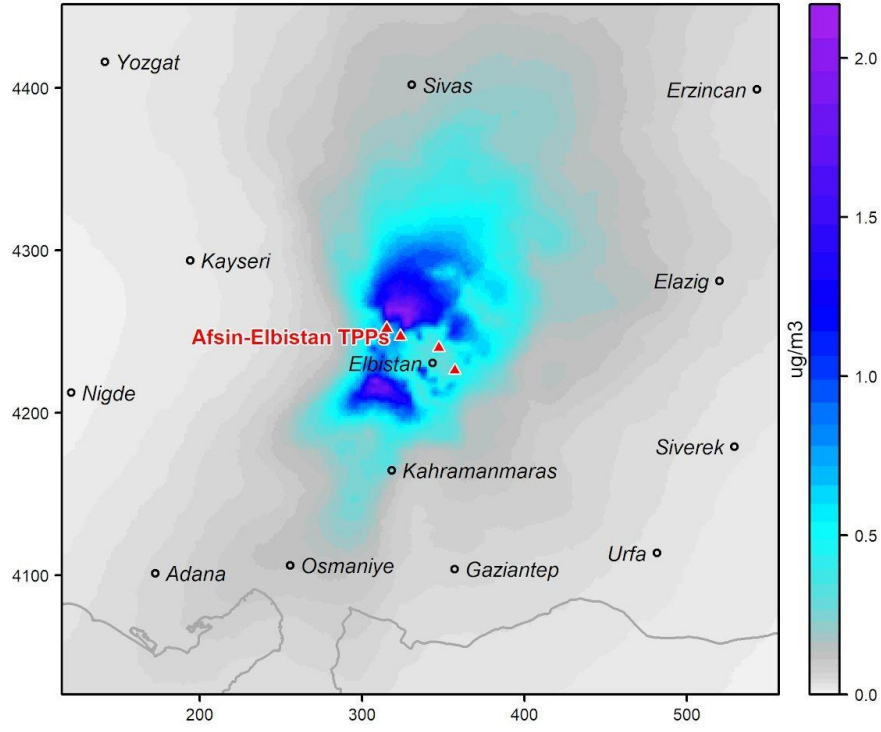 Yozgat
Sivas
Erzincan
Kayseri
Elazig
Afsin-Elbistan TPPs
Elbistan
Nigde
Siverek
Kahramanmaras
Urfa
Adana
Osmaniye
Gaziantep
4400
4300
4200
4100
200
300
400
500
2.0
1.5
1.0
0.5
0.0
ug/m3